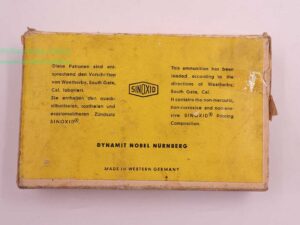 Diese Patronen sind ent-
sprechend den Vorschriften
von Weatherby, South Gate,
Cal. laboriert.
Sie enthalten den queck-
silberfreien, rostfreien und
erosionssicheren Zündsatz
SINOXID®.
SINOXID
This ammunition has been
loaded according to the
directions of Weatherby,
South Gate, Cal.
It contains the non-mercuric,
non-corrosive and non-ero-
sive SINOXID® Priming
Composition.
DYNAMIT NOBEL NÜRNBERG
MADE IN WESTERN GERMANY